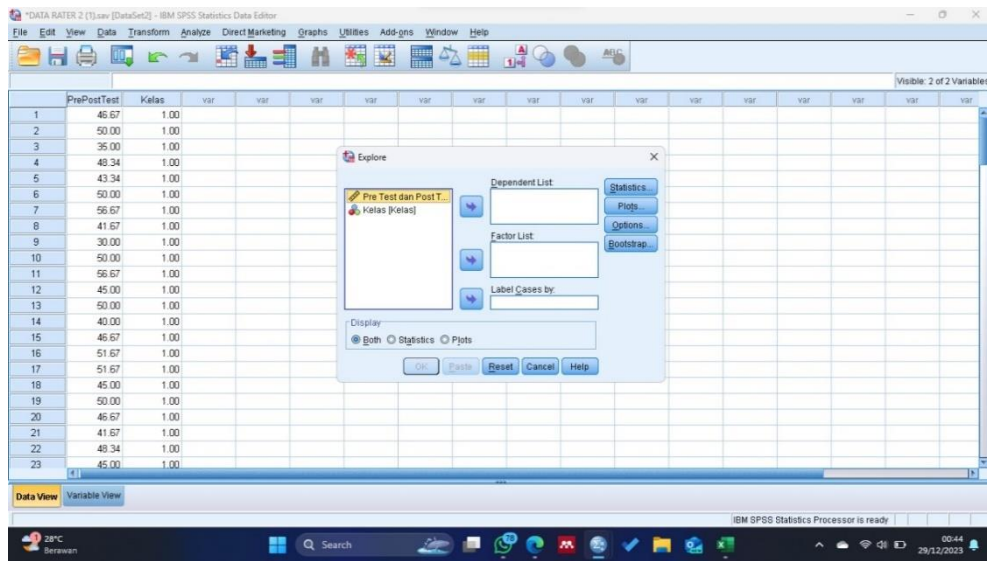 *DATA RATER 2 (1).sav [DataSet2] - IBM SPSS Statistics Data Editor
File Edit View Data Transform Analyze Direct Marketing Graphs Utilities Add-ons Window Help
Visible: 2 of 2 Variables
PrePostTest Kelas var var var var var var var var var var var var var var
1 46.67 1.00
2 50.00 1.00
3 35.00 1.00
4 48.34 1.00
5 43.34 1.00
6 50.00 1.00
7 56.67 1.00
8 41.67 1.00
9 30.00 1.00
10 50.00 1.00
11 56.67 1.00
12 45.00 1.00
13 50.00 1.00
14 40.00 1.00
15 46.67 1.00
16 51.67 1.00
17 51.67 1.00
18 45.00 1.00
19 50.00 1.00
20 46.67 1.00
21 41.67 1.00
22 48.34 1.00
23 45.00 1.00
Explore
Pre Test dan Post T...
Kelas [Kelas]
Dependent List:
Factor List:
Label Cases by:
Statistics...
Plots...
Options...
Bootstrap...
Display
Both Statistics Plots
OK Paste Reset Cancel Help
Data View Variable View
IBM SPSS Statistics Processor is ready
28°C
Berawan
Search
00:44
29/12/2023